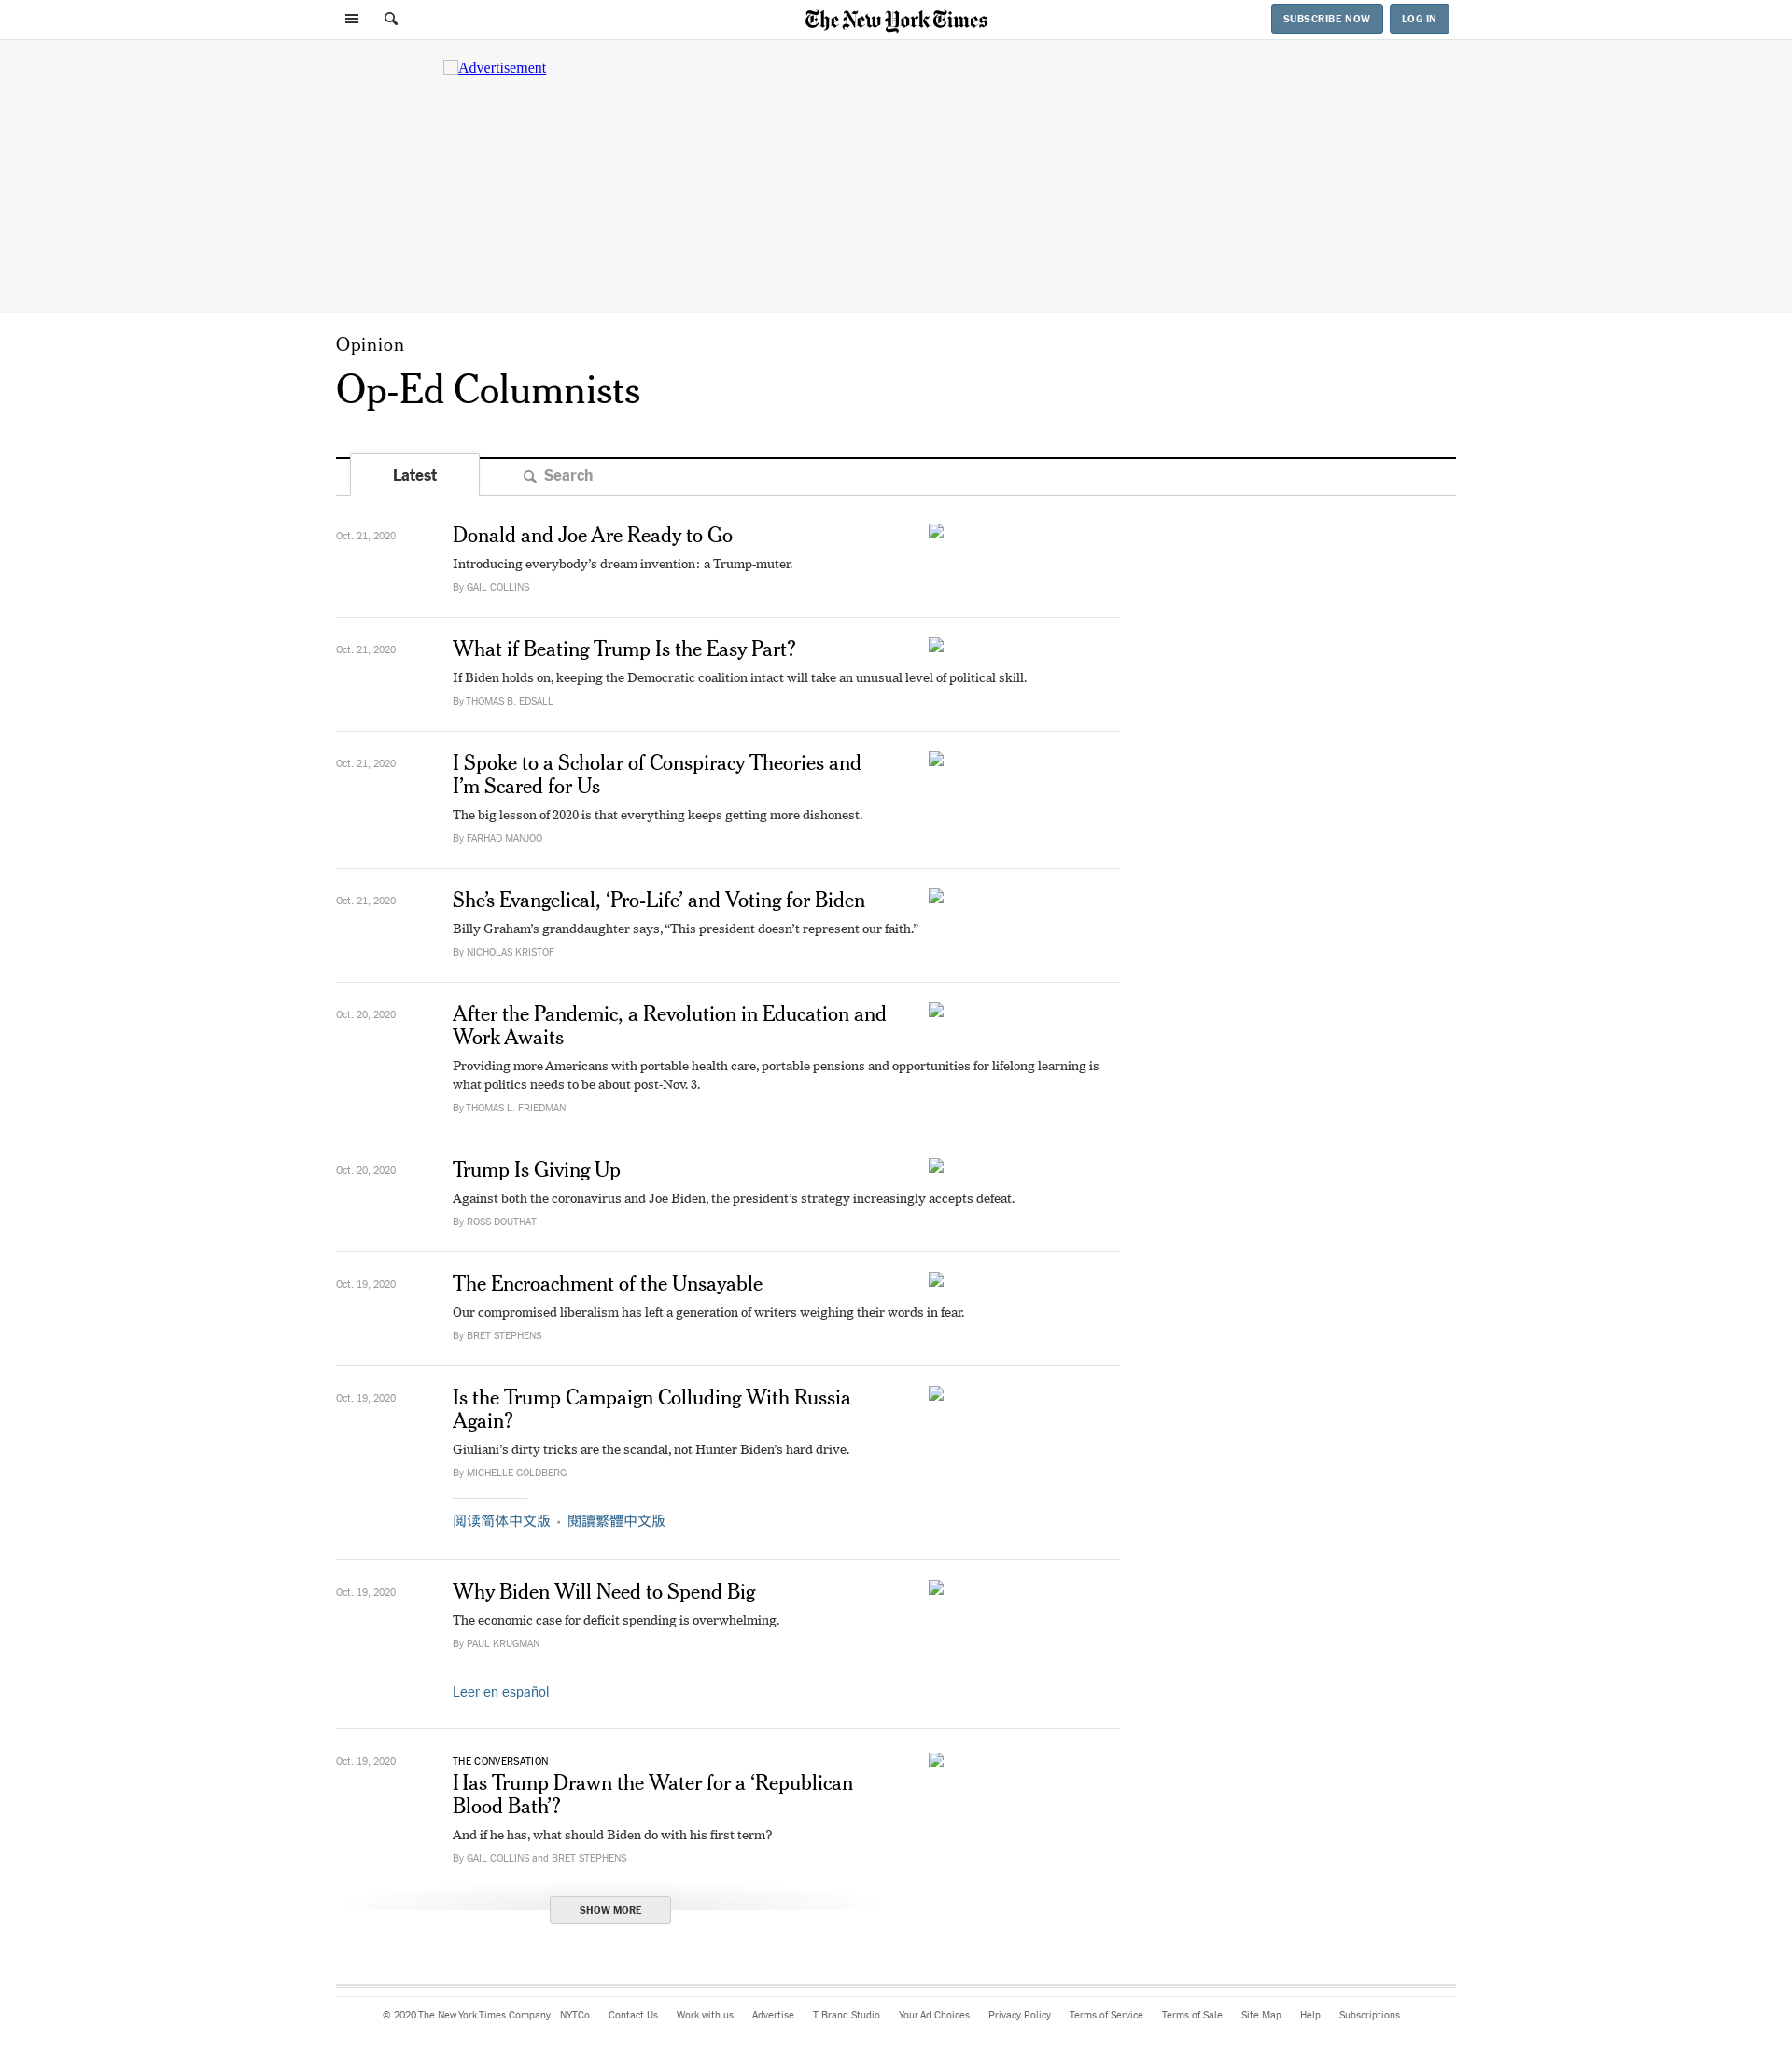 The New York Times
SUBSCRIBE NOW
LOG IN
Advertisement
Opinion
Op-Ed Columnists
Latest
Search
Oct. 21, 2020
Donald and Joe Are Ready to Go
Introducing everybody’s dream invention: a Trump-muter.
By GAIL COLLINS
Oct. 21, 2020
What if Beating Trump Is the Easy Part?
If Biden holds on, keeping the Democratic coalition intact will take an unusual level of political skill.
By THOMAS B. EDSALL
Oct. 21, 2020
I Spoke to a Scholar of Conspiracy Theories and
I’m Scared for Us
The big lesson of 2020 is that everything keeps getting more dishonest.
By FARHAD MANJOO
Oct. 21, 2020
She’s Evangelical, ‘Pro-Life’ and Voting for Biden
Billy Graham’s granddaughter says, “This president doesn’t represent our faith.”
By NICHOLAS KRISTOF
Oct. 20, 2020
After the Pandemic, a Revolution in Education and
Work Awaits
Providing more Americans with portable health care, portable pensions and opportunities for lifelong learning is
what politics needs to be about post-Nov. 3.
By THOMAS L. FRIEDMAN
Oct. 20, 2020
Trump Is Giving Up
Against both the coronavirus and Joe Biden, the president’s strategy increasingly accepts defeat.
By ROSS DOUTHAT
Oct. 19, 2020
The Encroachment of the Unsayable
Our compromised liberalism has left a generation of writers weighing their words in fear.
By BRET STEPHENS
Oct. 19, 2020
Is the Trump Campaign Colluding With Russia
Again?
Giuliani’s dirty tricks are the scandal, not Hunter Biden’s hard drive.
By MICHELLE GOLDBERG
阅读简体中文版 • 閱讀繁體中文版
Oct. 19, 2020
Why Biden Will Need to Spend Big
The economic case for deficit spending is overwhelming.
By PAUL KRUGMAN
Leer en español
Oct. 19, 2020
THE CONVERSATION
Has Trump Drawn the Water for a ‘Republican
Blood Bath’?
And if he has, what should Biden do with his first term?
By GAIL COLLINS and BRET STEPHENS
SHOW MORE
© 2020 The New York Times Company NYTCo Contact Us Work with us Advertise T Brand Studio Your Ad Choices Privacy Policy Terms of Service Terms of Sale Site Map Help Subscriptions